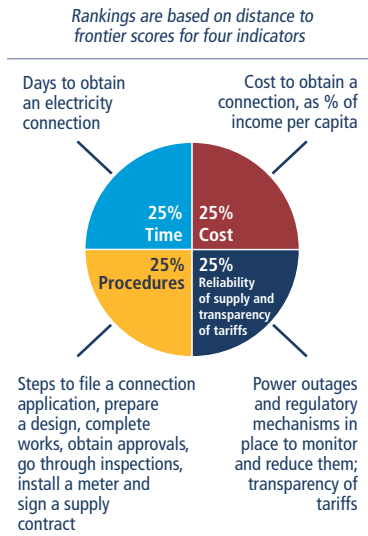 Rankings are based on distance to
frontier scores for four indicators
Days to obtain
an electricity
connection
Cost to obtain a
connection, as % of
income per capita
25%
Time
25%
Cost
25%
Procedures
25%
Reliability
of supply and
transparency
of tariffs
Steps to file a connection
application, prepare
a design, complete
works, obtain approvals,
go through inspections,
install a meter and
sign a supply
contract
Power outages
and regulatory
mechanisms in
place to monitor
and reduce them;
transparency of
tariffs